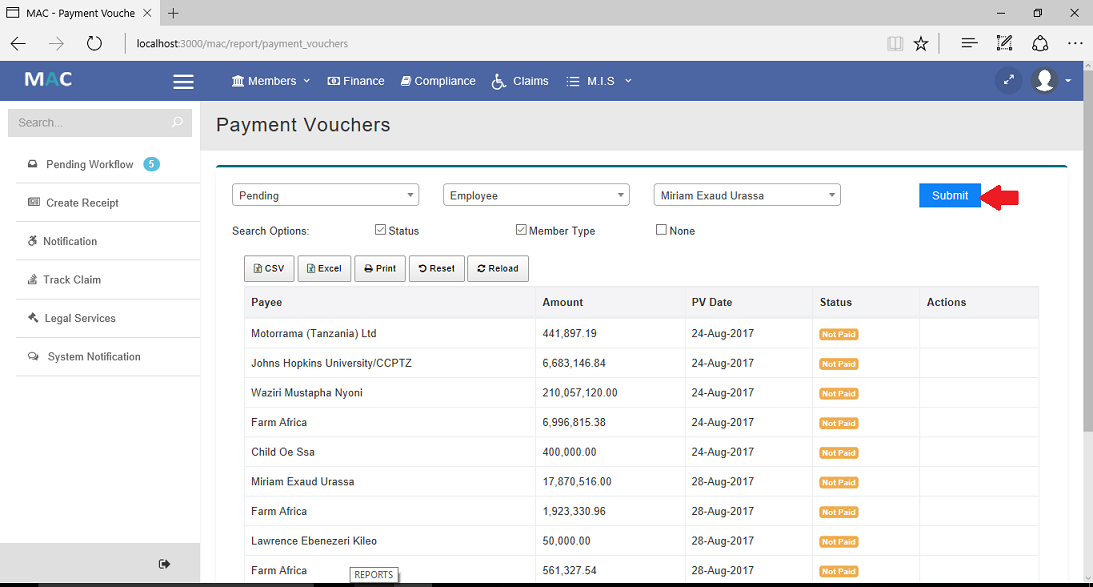 MAC - Payment Vouche
localhost:3000/mac/report/payment_vouchers
MAC Members Finance Compliance Claims M.I.S
Search...
Pending Workflow 5
Create Receipt
Notification
Track Claim
Legal Services
System Notification
Payment Vouchers
Pending Employee Miriam Exaud Urassa Submit
Search Options: Status Member Type None
CSV Excel Print Reset Reload
Payee Amount PV Date Status Actions
Motorrama (Tanzania) Ltd 441,897.19 24-Aug-2017 Not Paid
Johns Hopkins University/CCPTZ 6,683,146.84 24-Aug-2017 Not Paid
Waziri Mustapha Nyoni 210,057,120.00 24-Aug-2017 Not Paid
Farm Africa 6,996,815.38 24-Aug-2017 Not Paid
Child Oe Ssa 400,000.00 24-Aug-2017 Not Paid
Miriam Exaud Urassa 17,870,516.00 28-Aug-2017 Not Paid
Farm Africa 1,923,330.96 28-Aug-2017 Not Paid
Lawrence Ebenezeri Kileo 50,000.00 28-Aug-2017 Not Paid
Farm Africa 561,327.54 28-Aug-2017 Not Paid
REPORTS